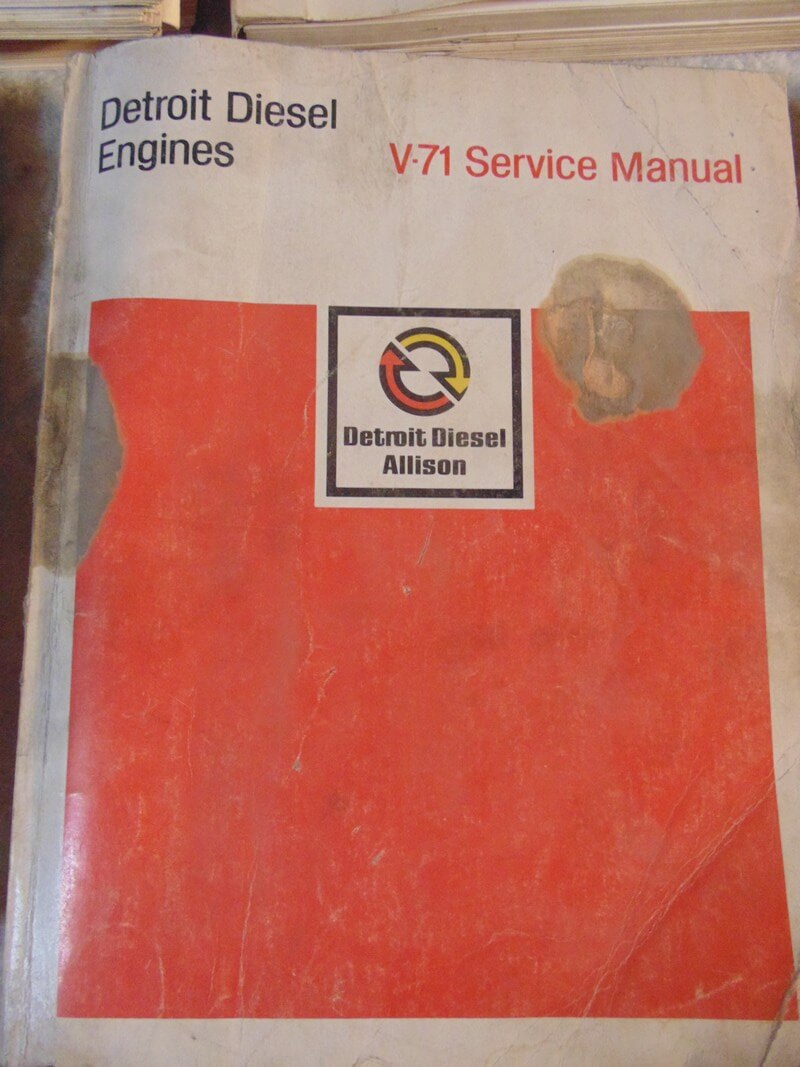 Detroit Diesel
Engines
V-71 Service Manual
Detroit Diesel
Allison